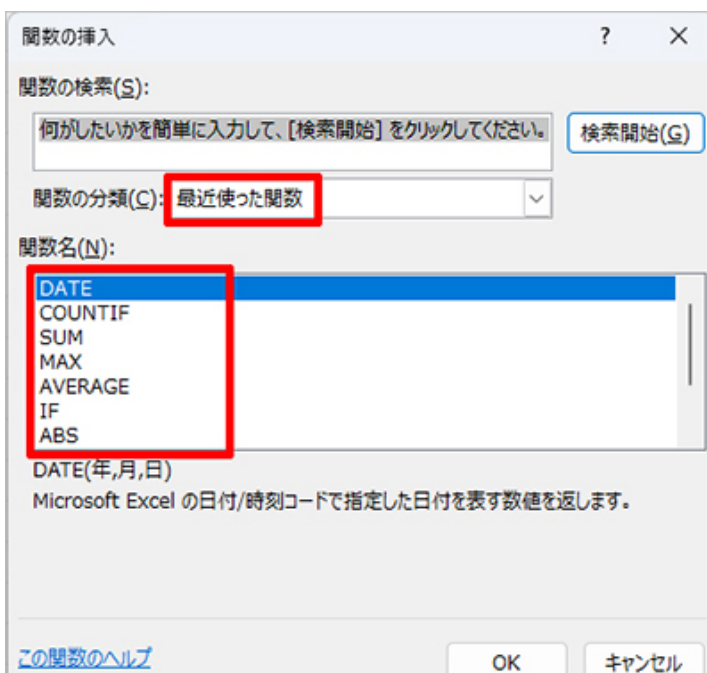 関数の挿入 ? ×
関数の検索(S):
何がしたいかを簡単に入力して、[検索開始] をクリックしてください。 検索開始(G)
関数の分類(C): 最近使った関数
関数名(N):
DATE
COUNTIF
SUM
MAX
AVERAGE
IF
ABS
DATE(年,月,日)
Microsoft Excel の日付/時刻コードで指定した日付を表す数値を返します。
この関数のヘルプ OK キャンセル